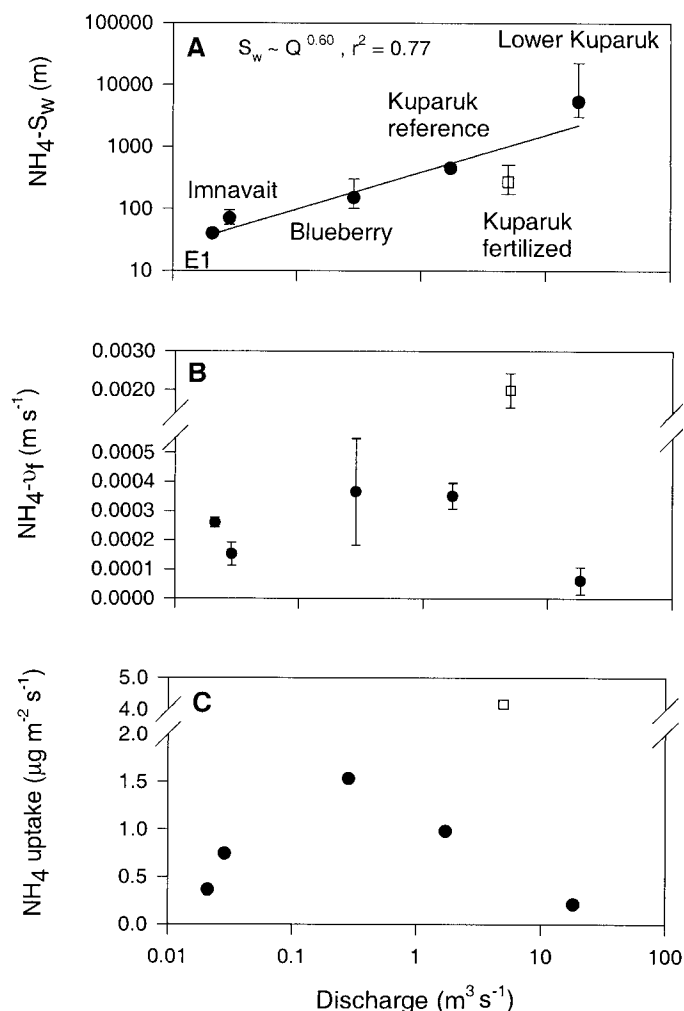 100000
A
S_w ~ Q^0.60 , r² = 0.77
Lower Kuparuk
NH₄-S_w (m)
10000
Kuparuk
reference
1000
Imnavait
100
Blueberry
Kuparuk
fertilized
E1
10
0.0030
B
0.0020
NH₄-υ_f (m s⁻¹)
0.0005
0.0004
0.0003
0.0002
0.0001
0.0000
5.0
C
4.0
NH₄ uptake (µg m⁻² s⁻¹)
2.0
1.5
1.0
0.5
0.0
0.01 0.1 1 10 100
Discharge (m³ s⁻¹)